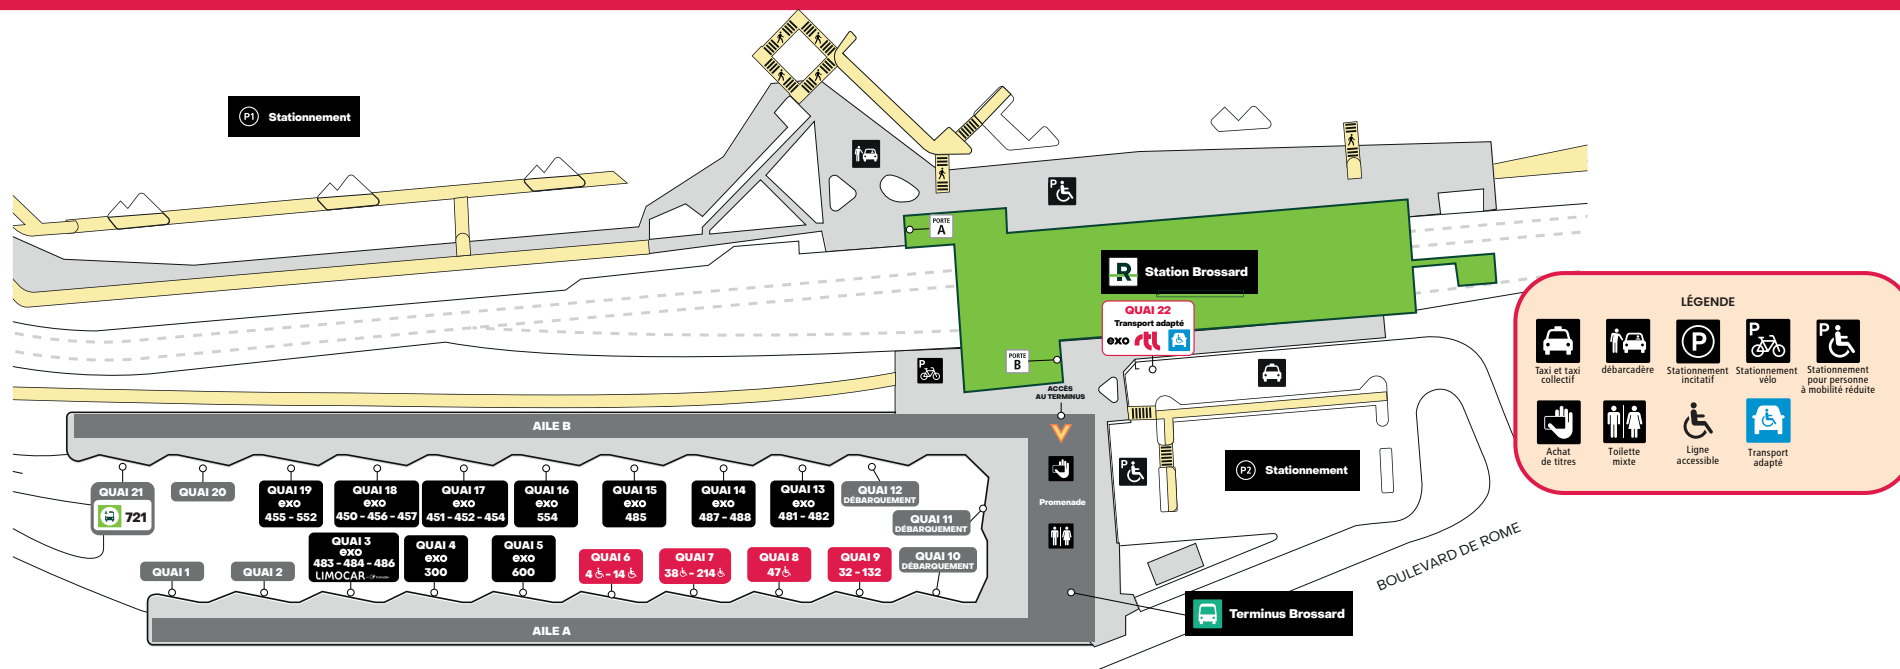 P1 Stationnement
PORTE
A
R Station Brossard
QUAI 22
Transport adapté
exo rtl
PORTE
B
P
P
ACCÈS
AU TERMINUS
AILE B
QUAI 21
721
QUAI 20
QUAI 19
exo
455 - 552
QUAI 18
exo
450 - 456 - 457
QUAI 17
exo
451 - 452 - 454
QUAI 16
exo
554
QUAI 15
exo
485
QUAI 14
exo
487 - 488
QUAI 13
exo
481 - 482
QUAI 12
DÉBARQUEMENT
QUAI 11
DÉBARQUEMENT
Promenade
P
P2 Stationnement
QUAI 1
QUAI 2
QUAI 3
exo
483 - 484 - 486
LIMOCAR
QUAI 4
exo
300
QUAI 5
exo
600
QUAI 6
4 - 14
QUAI 7
38 - 214
QUAI 8
47
QUAI 9
32 - 132
QUAI 10
DÉBARQUEMENT
AILE A
Terminus Brossard
BOULEVARD DE ROME
LÉGENDE
Taxi et taxi
collectif
débarcadère
P
Stationnement
incitatif
P
Stationnement
vélo
P
Stationnement
pour personne
à mobilité réduite
Achat
de titres
Toilette
mixte
Ligne
accessible
Transport
adapté